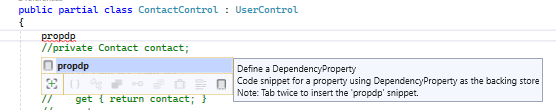 public partial class ContactControl : UserControl
{
propdp
//private Contact contact;
propdp
Define a DependencyProperty
Code snippet for a property using DependencyProperty as the backing store
Note: Tab twice to insert the 'propdp' snippet.
// get { return contact; }